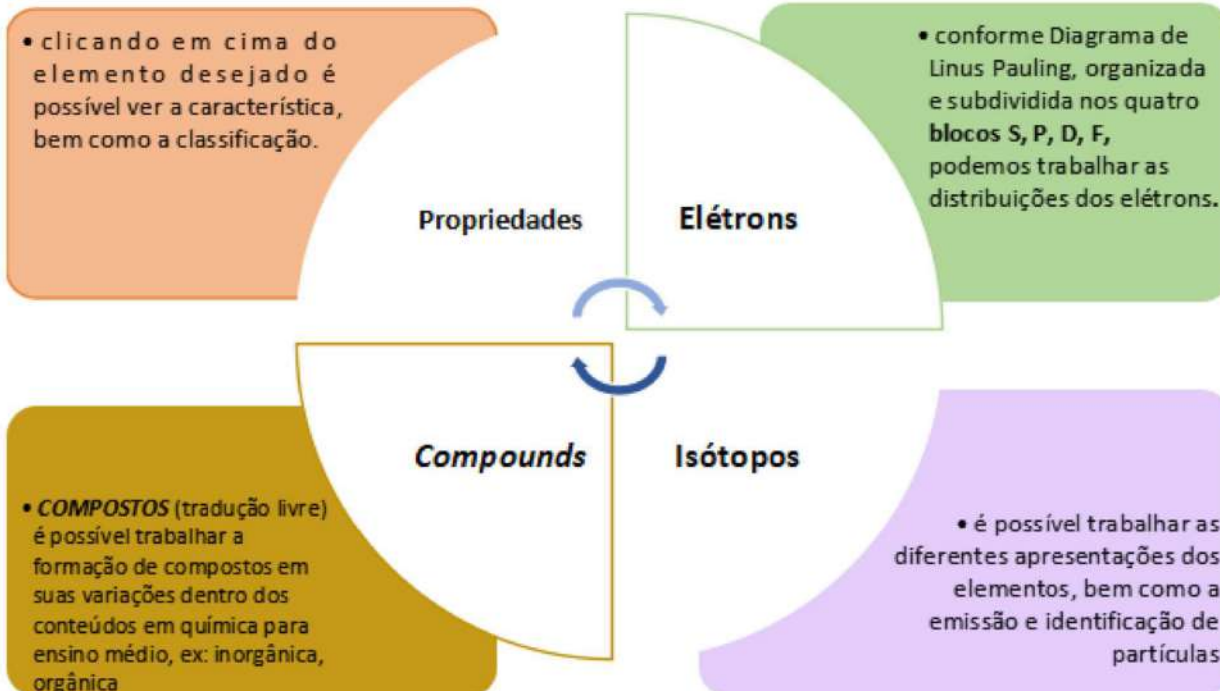 • clicando em cima do
elemento desejado é
possível ver a característica,
bem como a classificação.
• conforme Diagrama de
Linus Pauling, organizada
e subdividida nos quatro
blocos S, P, D, F,
podemos trabalhar as
distribuições dos elétrons.
Propriedades
Elétrons
Compounds
Isótopos
• COMPOSTOS (tradução livre)
é possível trabalhar a
formação de compostos em
suas variações dentro dos
conteúdos em química para
ensino médio, ex: inorgânica,
orgânica
• é possível trabalhar as
diferentes apresentações dos
elementos, bem como a
emissão e identificação de
partículas